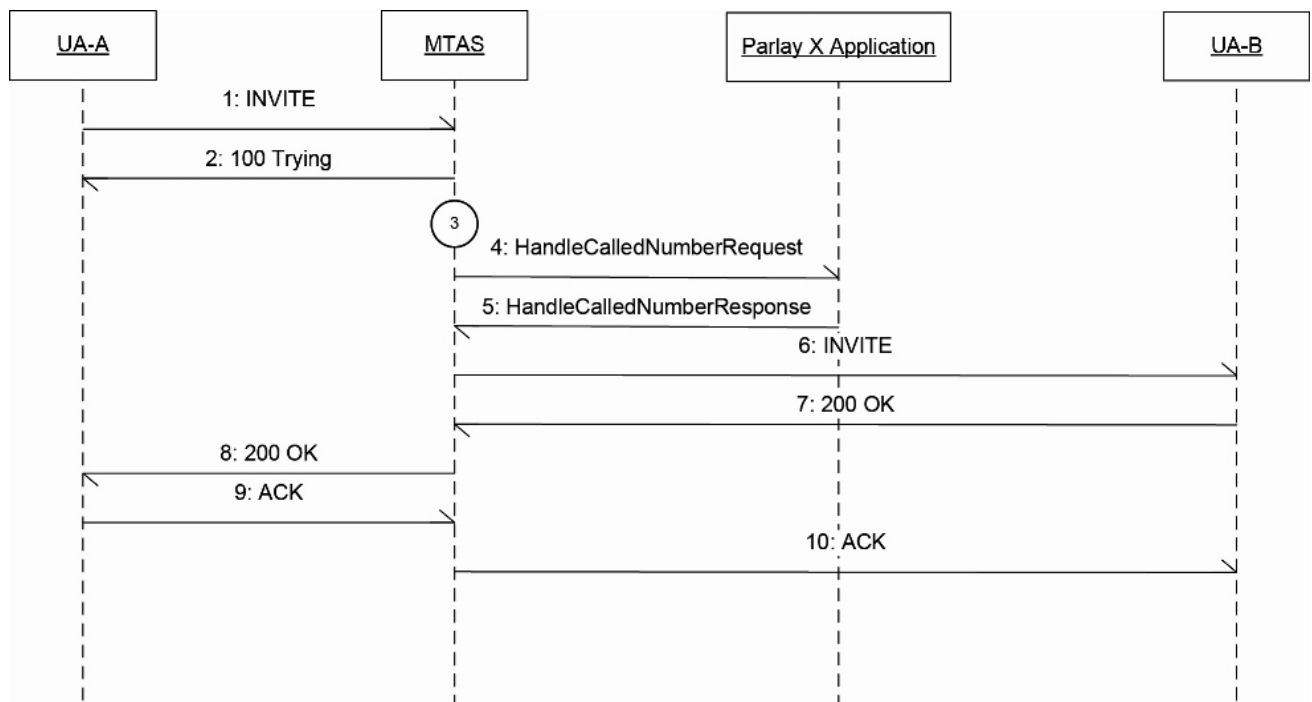 UA-A
MTAS
Parlay X Application
UA-B
1: INVITE
2: 100 Trying
3
4: HandleCalledNumberRequest
5: HandleCalledNumberResponse
6: INVITE
7: 200 OK
8: 200 OK
9: ACK
10: ACK